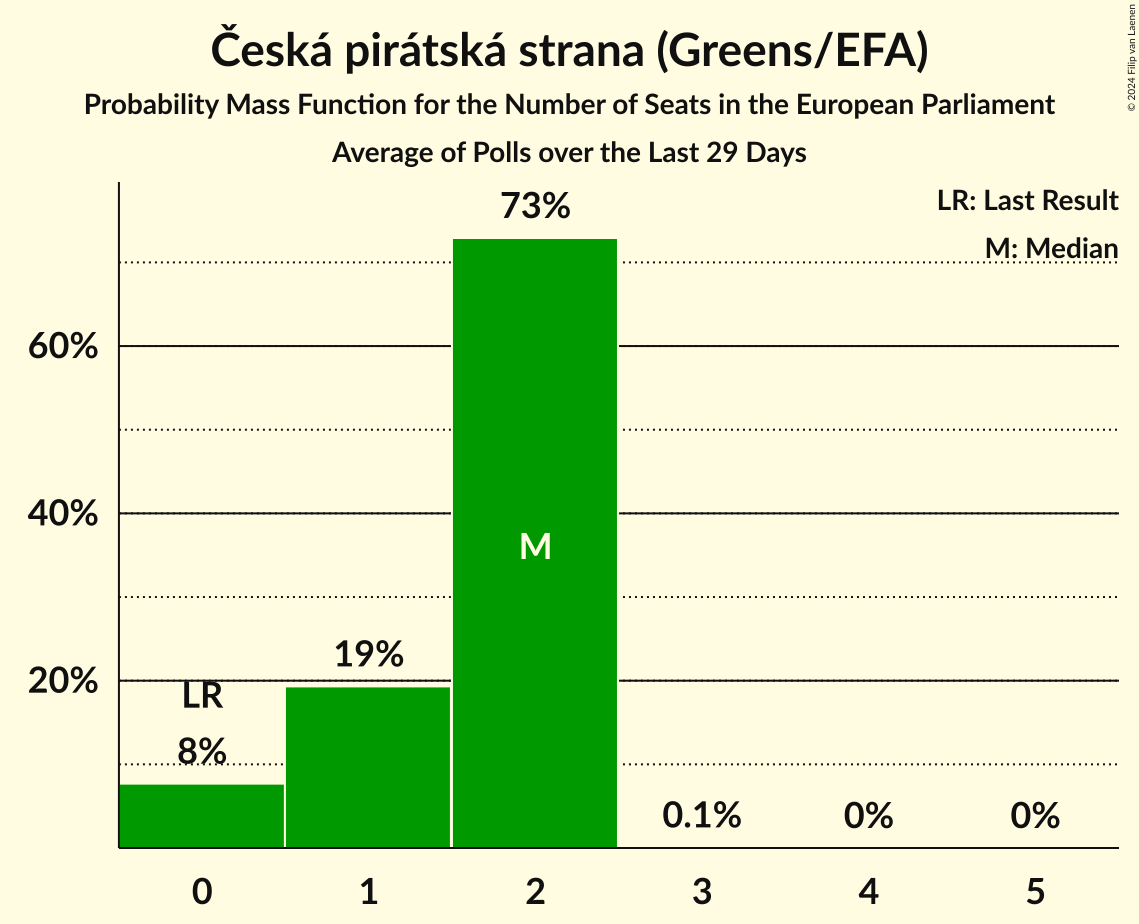 Česká pirátská strana (Greens/EFA)
Probability Mass Function for the Number of Seats in the European Parliament
Average of Polls over the Last 29 Days
© 2024 Filip van Laenen
LR: Last Result
M: Median
73%
60%
40%
M
19%
20%
LR
8%
0.1%
0%
0%
0
1
2
3
4
5